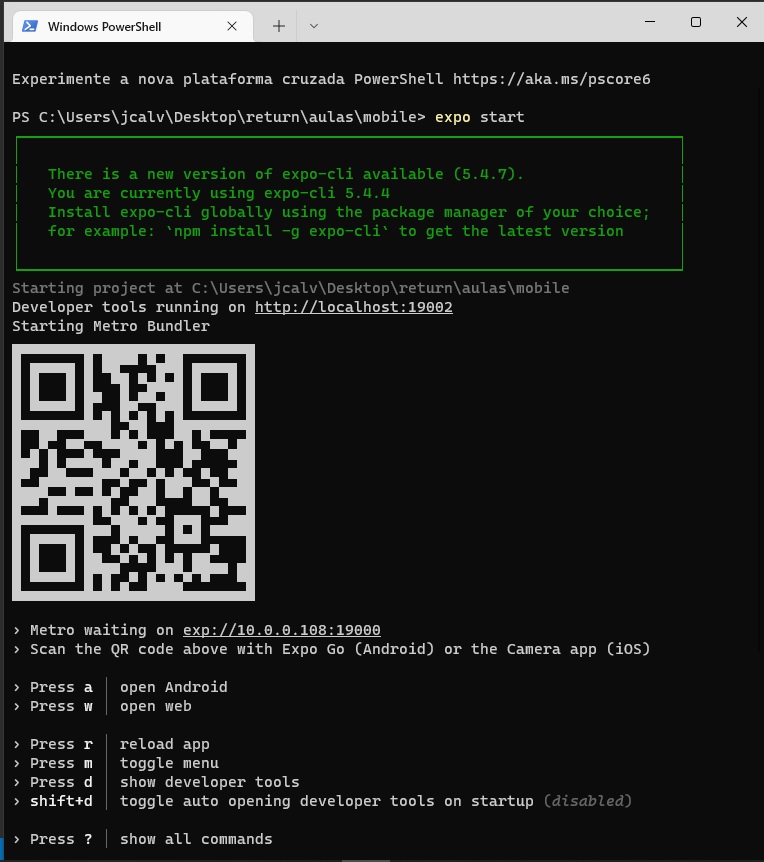 Windows PowerShell
Experimente a nova plataforma cruzada PowerShell https://aka.ms/pscore6
PS C:\Users\jcalv\Desktop\return\aulas\mobile> expo start
There is a new version of expo-cli available (5.4.7).
You are currently using expo-cli 5.4.4
Install expo-cli globally using the package manager of your choice;
for example: `npm install -g expo-cli` to get the latest version
Starting project at C:\Users\jcalv\Desktop\return\aulas\mobile
Developer tools running on http://localhost:19002
Starting Metro Bundler
› Metro waiting on exp://10.0.0.108:19000
› Scan the QR code above with Expo Go (Android) or the Camera app (iOS)
› Press a │ open Android
› Press w │ open web
› Press r │ reload app
› Press m │ toggle menu
› Press d │ show developer tools
› shift+d │ toggle auto opening developer tools on startup (disabled)
› Press ? │ show all commands